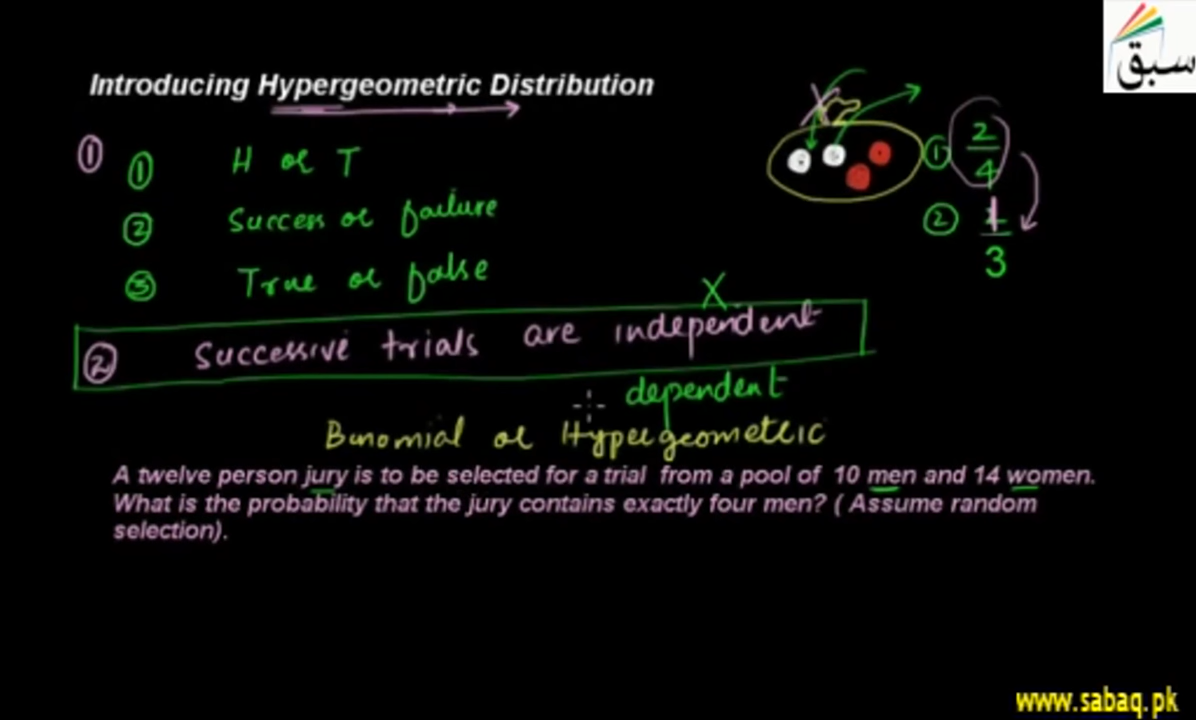 سبق
Introducing Hypergeometric Distribution
① ① H or T
② Success or failure
③ True or false
① 2/4
② 1/3
X
② Successive trials are independent
dependent
Binomial or Hypergeometric
A twelve person jury is to be selected for a trial from a pool of 10 men and 14 women.
What is the probability that the jury contains exactly four men? ( Assume random
selection).
www.sabaq.pk